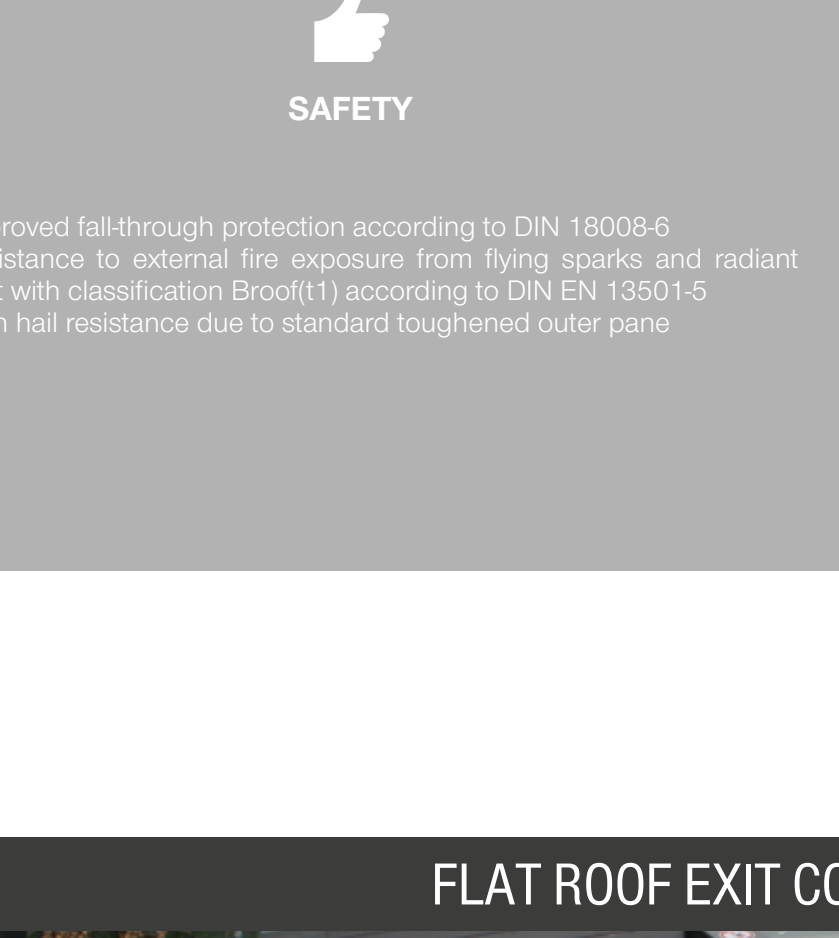 SAFETY
roved fall-through protection according to DIN 18008-6
istance to external fire exposure from flying sparks and radiant
t with classification Broof(t1) according to DIN EN 13501-5
n hail resistance due to standard toughened outer pane
FLAT ROOF EXIT CO